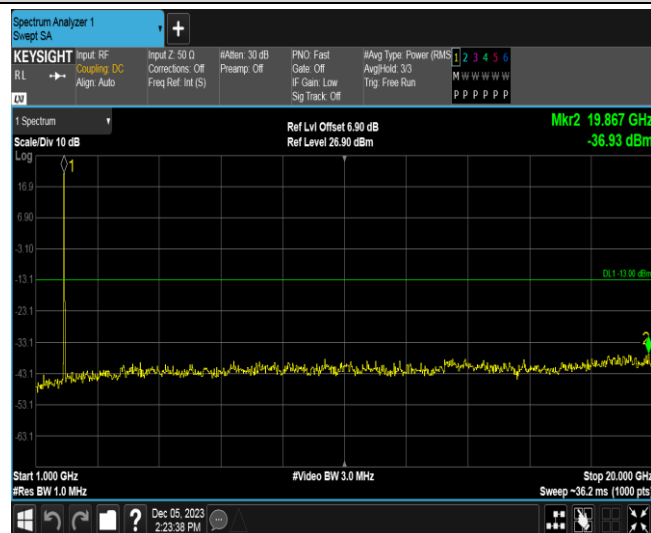 Spectrum Analyzer 1
Swept SA
+
KEYSIGHT
RL
LXI
Input: RF
Coupling: DC
Align: Auto
Input Z: 50 Ω
Corrections: Off
Freq Ref: Int (S)
#Atten: 30 dB
Preamp: Off
PNO: Fast
Gate: Off
IF Gain: Low
Sig Track: Off
#Avg Type: Power (RMS
Avg|Hold: 3/3
Trig: Free Run
1 2 3 4 5 6
M W W W W W
P P P P P P
1 Spectrum
Scale/Div 10 dB
Ref Lvl Offset 6.90 dB
Ref Level 26.90 dBm
Mkr2 19.867 GHz
-36.93 dBm
Log
1
16.9
6.90
-3.10
-13.1
DL1 -13.00 dBm
-23.1
-33.1
2
-43.1
-53.1
-63.1
Start 1.000 GHz
#Video BW 3.0 MHz
Stop 20.000 GHz
#Res BW 1.0 MHz
Sweep ~36.2 ms (1000 pts)
?
Dec 05, 2023
2:23:38 PM